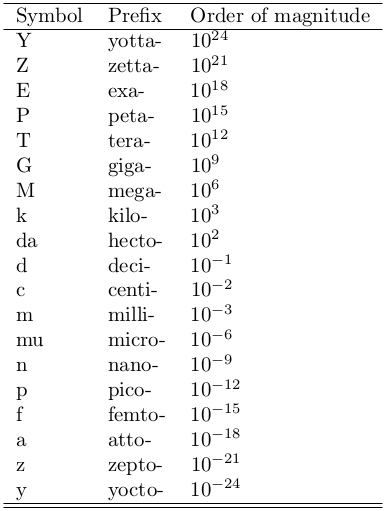 Symbol Prefix Order of magnitude
Y yotta- 10^24
Z zetta- 10^21
E exa- 10^18
P peta- 10^15
T tera- 10^12
G giga- 10^9
M mega- 10^6
k kilo- 10^3
da hecto- 10^2
d deci- 10^−1
c centi- 10^−2
m milli- 10^−3
mu micro- 10^−6
n nano- 10^−9
p pico- 10^−12
f femto- 10^−15
a atto- 10^−18
z zepto- 10^−21
y yocto- 10^−24